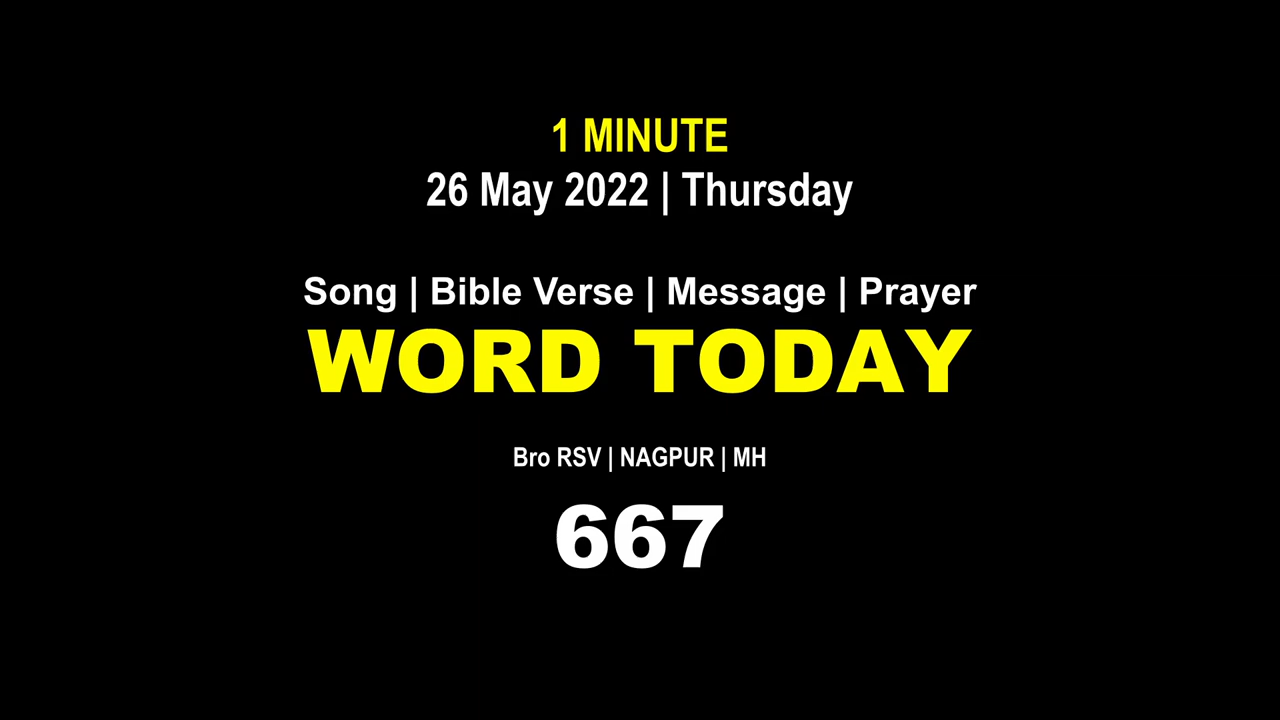 1 MINUTE
26 May 2022 | Thursday
Song | Bible Verse | Message | Prayer
WORD TODAY
Bro RSV | NAGPUR | MH
667